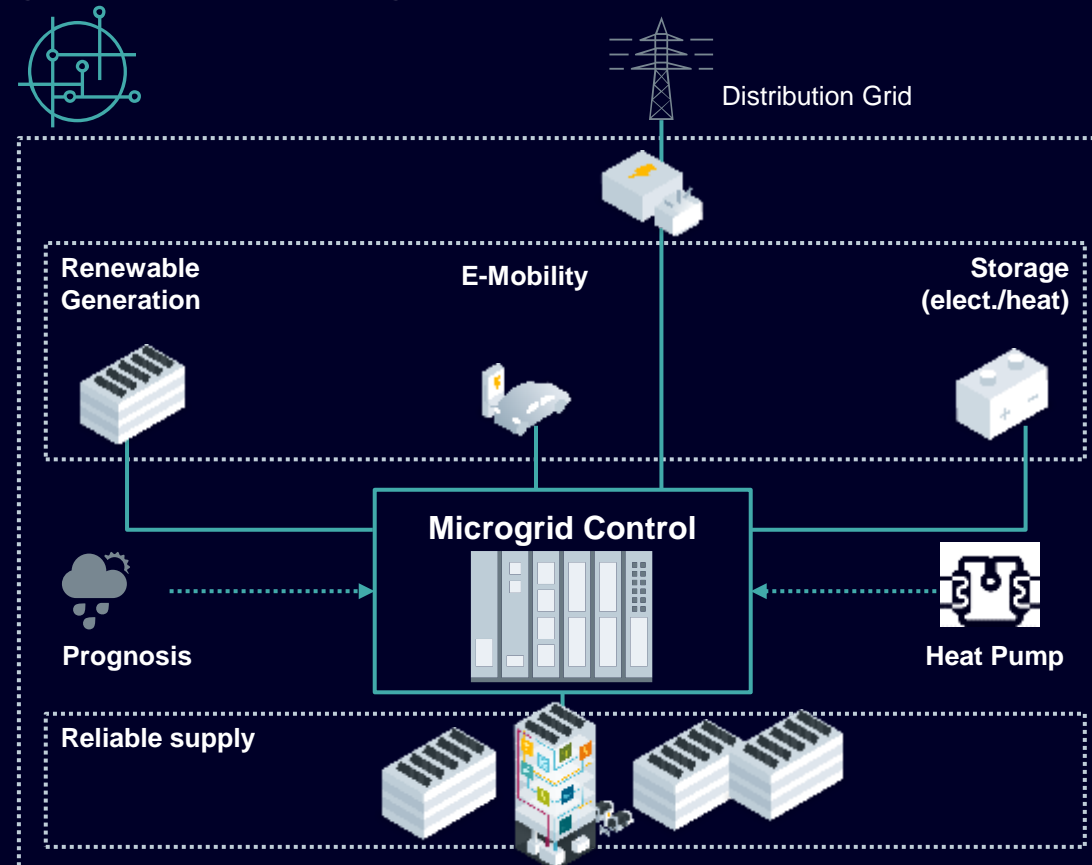 Distribution Grid
Renewable
Generation
E-Mobility
Storage
(elect./heat)
Microgrid Control
Prognosis
Heat Pump
Reliable supply